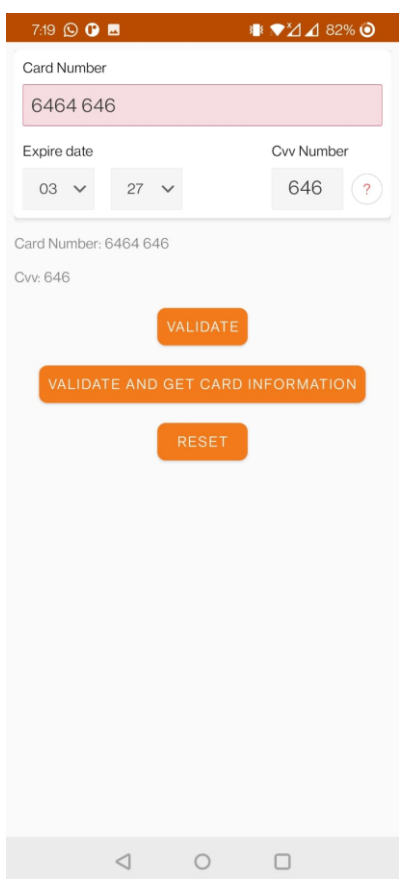 7:19 82%
Card Number
6464 646
Expire date Cvv Number
03 27 646 ?
Card Number: 6464 646
Cvv: 646
VALIDATE
VALIDATE AND GET CARD INFORMATION
RESET